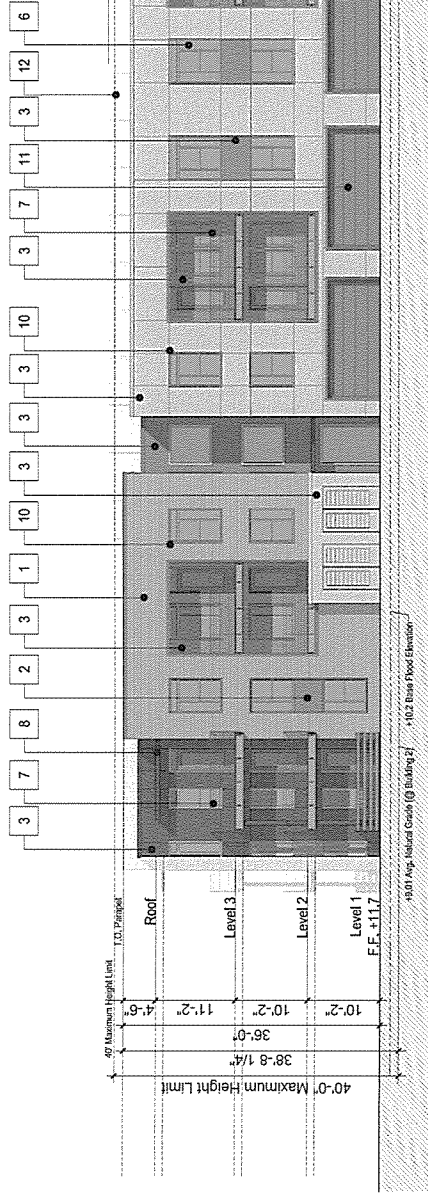 3
7
8
2
3
1
10
3
3
3
10
3
7
11
3
12
6
40' Maximum Height Limit
T.O. Parapet
Roof
Level 3
Level 2
Level 1
F.F. +11.7
4'-6"
11'-2"
10'-2"
10'-2"
36'-0"
38'-8 1/4"
40'-0" Maximum Height Limit
+9.01 Avg. Natural Grade (@ Building 2)
+10.2 Base Flood Elevation